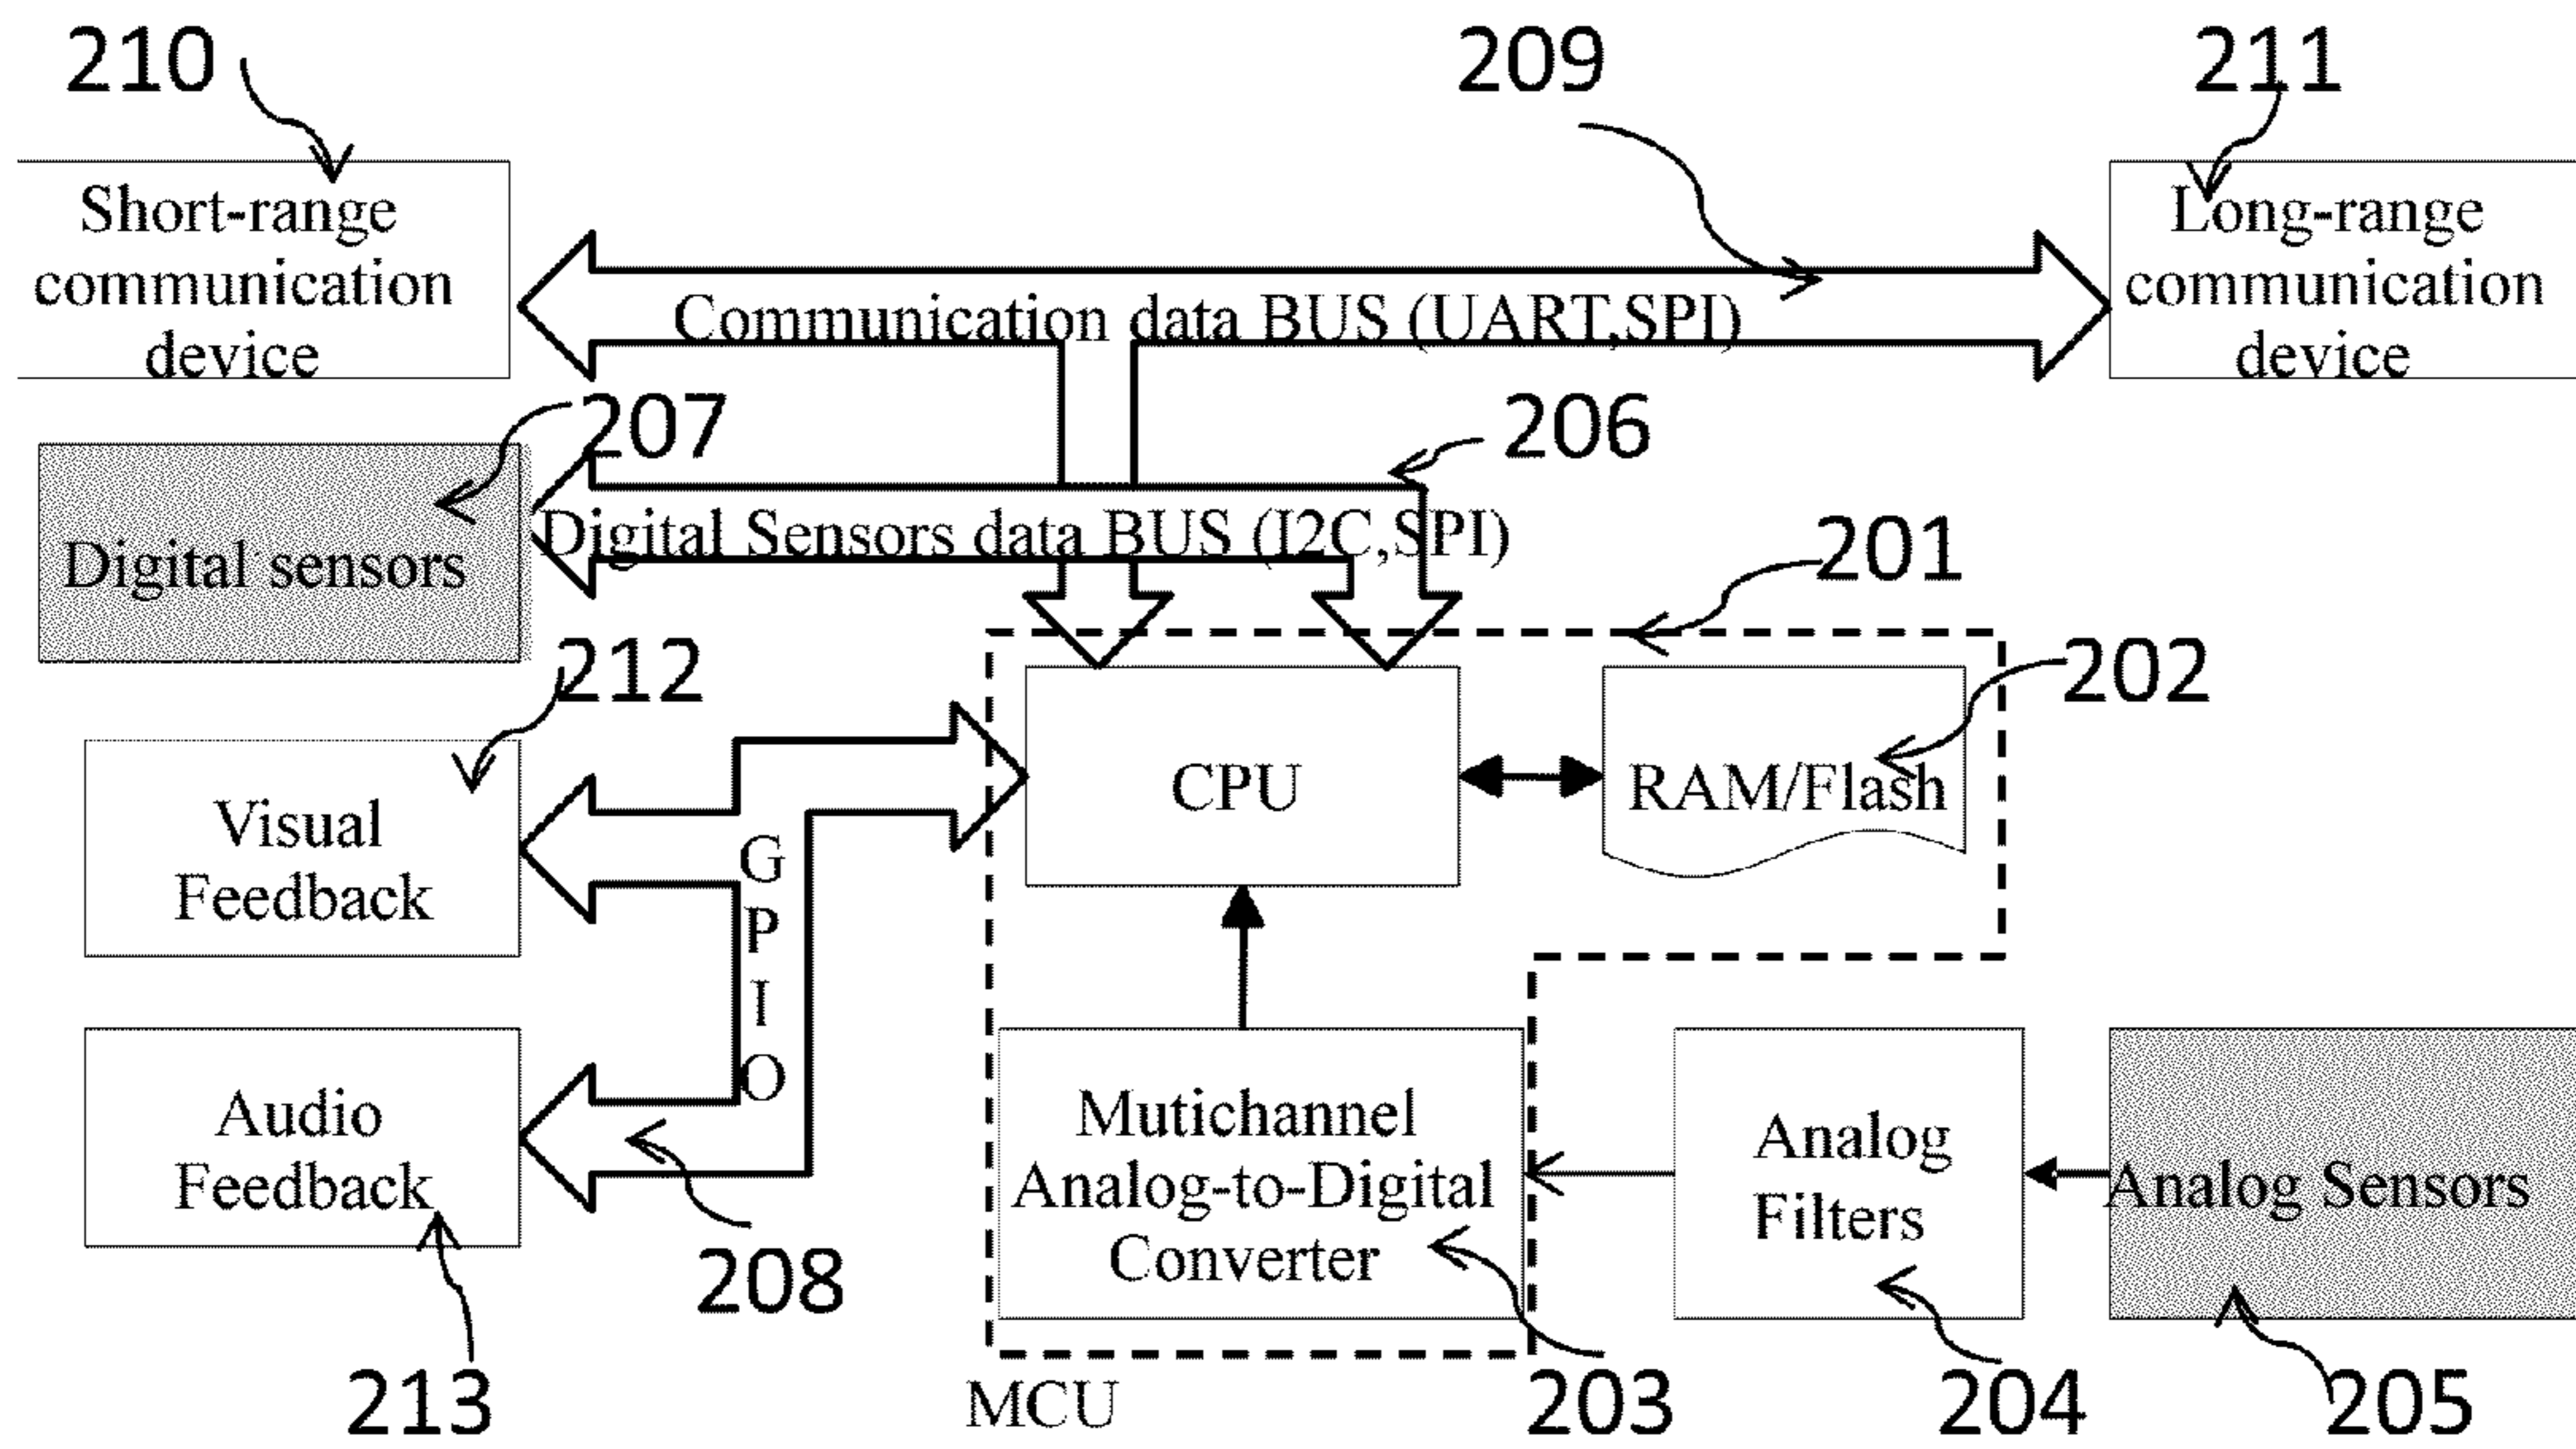 210
209
211
Short-range
communication
device
Long-range
communication
device
Communication data BUS (UART,SPI)
207
206
Digital sensors
Digital Sensors data BUS (I2C,SPI)
201
212
202
CPU
RAM/Flash
Visual
Feedback
G
P
I
O
Audio
Feedback
Mutichannel
Analog-to-Digital
Converter
Analog
Filters
Analog Sensors
208
213
MCU
203
204
205